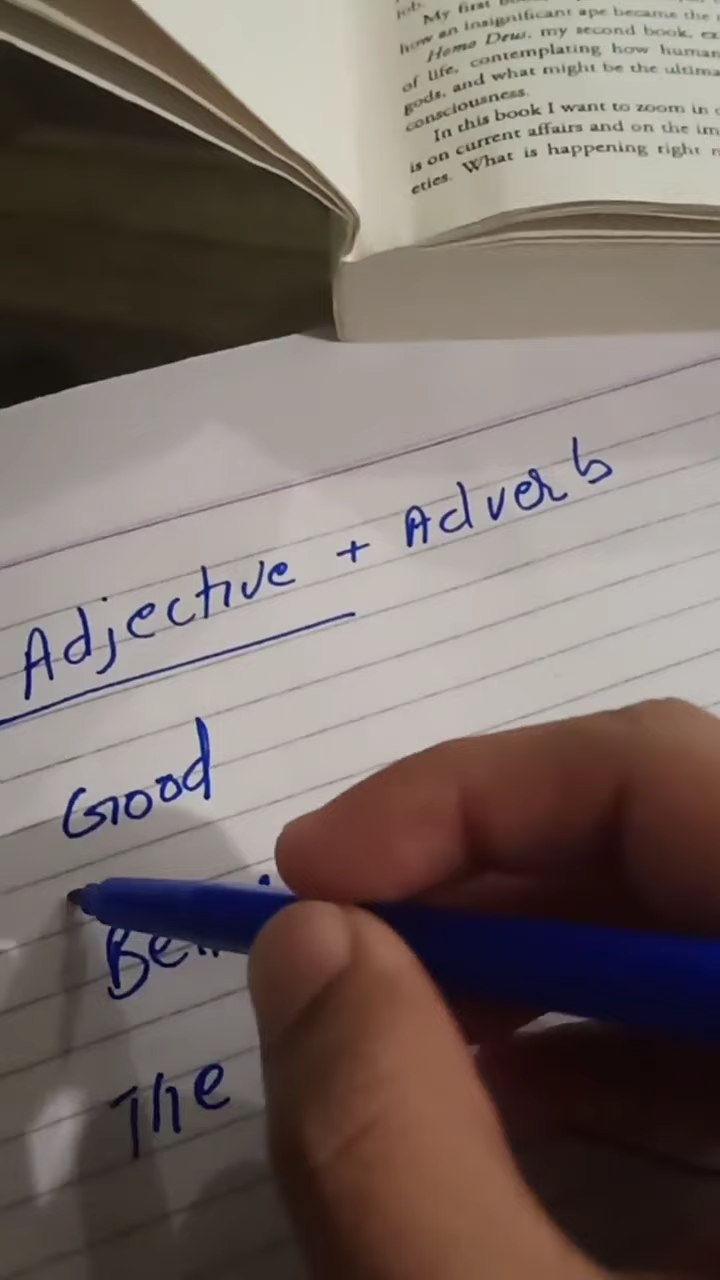 job.
My first
how an insignificant ape became the
Homo Deus, my second book,
of life, contemplating how human
gods, and what might be the
consciousness.
In this book I want to zoom in
is on current affairs and on the
eties. What is happening right
Adjective + Adverb
Good
The